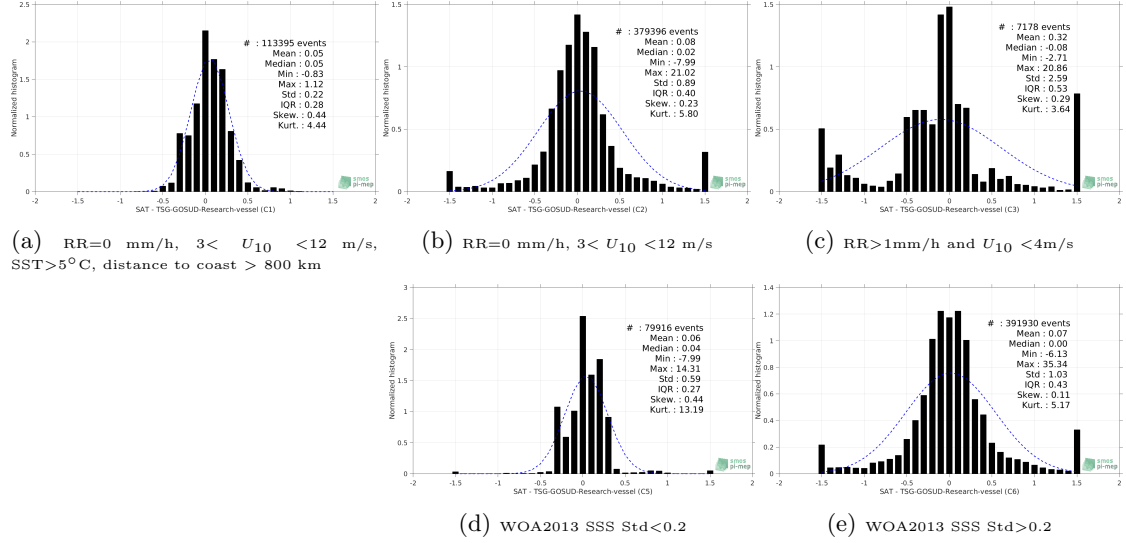 1.5
1.5
2.5
# : 113395 events
Mean : 0.05
Median : 0.05
Min : -0.83
Max : 1.12
Std : 0.22
IQR : 0.28
Skew. : 0.44
Kurt. : 4.44
2
1.5
1
0.5
0
Normalized histogram
-2 -1.5 -1 -0.5 0 0.5 1 1.5 2
SAT - TSG-GOSUD-Research-vessel (C1)
smos
pi-mep
# : 379396 events
Mean : 0.08
Median : 0.02
Min : -7.99
Max : 21.02
Std : 0.89
IQR : 0.40
Skew. : 0.23
Kurt. : 5.80
1
0.5
0
Normalized histogram
-2 -1.5 -1 -0.5 0 0.5 1 1.5 2
SAT - TSG-GOSUD-Research-vessel (C2)
smos
pi-mep
# : 7178 events
Mean : 0.32
Median : -0.08
Min : -2.71
Max : 20.86
Std : 2.59
IQR : 0.53
Skew. : 0.29
Kurt. : 3.64
1
0.5
0
Normalized histogram
-2 -1.5 -1 -0.5 0 0.5 1 1.5 2
SAT - TSG-GOSUD-Research-vessel (C3)
smos
pi-mep
(a) RR=0 mm/h, 3< U10 <12 m/s,
SST>5°C, distance to coast > 800 km
(b) RR=0 mm/h, 3< U10 <12 m/s
(c) RR>1mm/h and U10 <4m/s
3
2.5
2
1.5
1
0.5
0
Normalized histogram
# : 79916 events
Mean : 0.06
Median : 0.04
Min : -7.99
Max : 14.31
Std : 0.59
IQR : 0.27
Skew. : 0.44
Kurt. : 13.19
-2 -1.5 -1 -0.5 0 0.5 1 1.5 2
SAT - TSG-GOSUD-Research-vessel (C5)
smos
pi-mep
1.4
1.2
1
0.8
0.6
0.4
0.2
0
Normalized histogram
# : 391930 events
Mean : 0.07
Median : 0.00
Min : -6.13
Max : 35.34
Std : 1.03
IQR : 0.43
Skew. : 0.11
Kurt. : 5.17
-2 -1.5 -1 -0.5 0 0.5 1 1.5 2
SAT - TSG-GOSUD-Research-vessel (C6)
smos
pi-mep
(d) WOA2013 SSS Std<0.2
(e) WOA2013 SSS Std>0.2